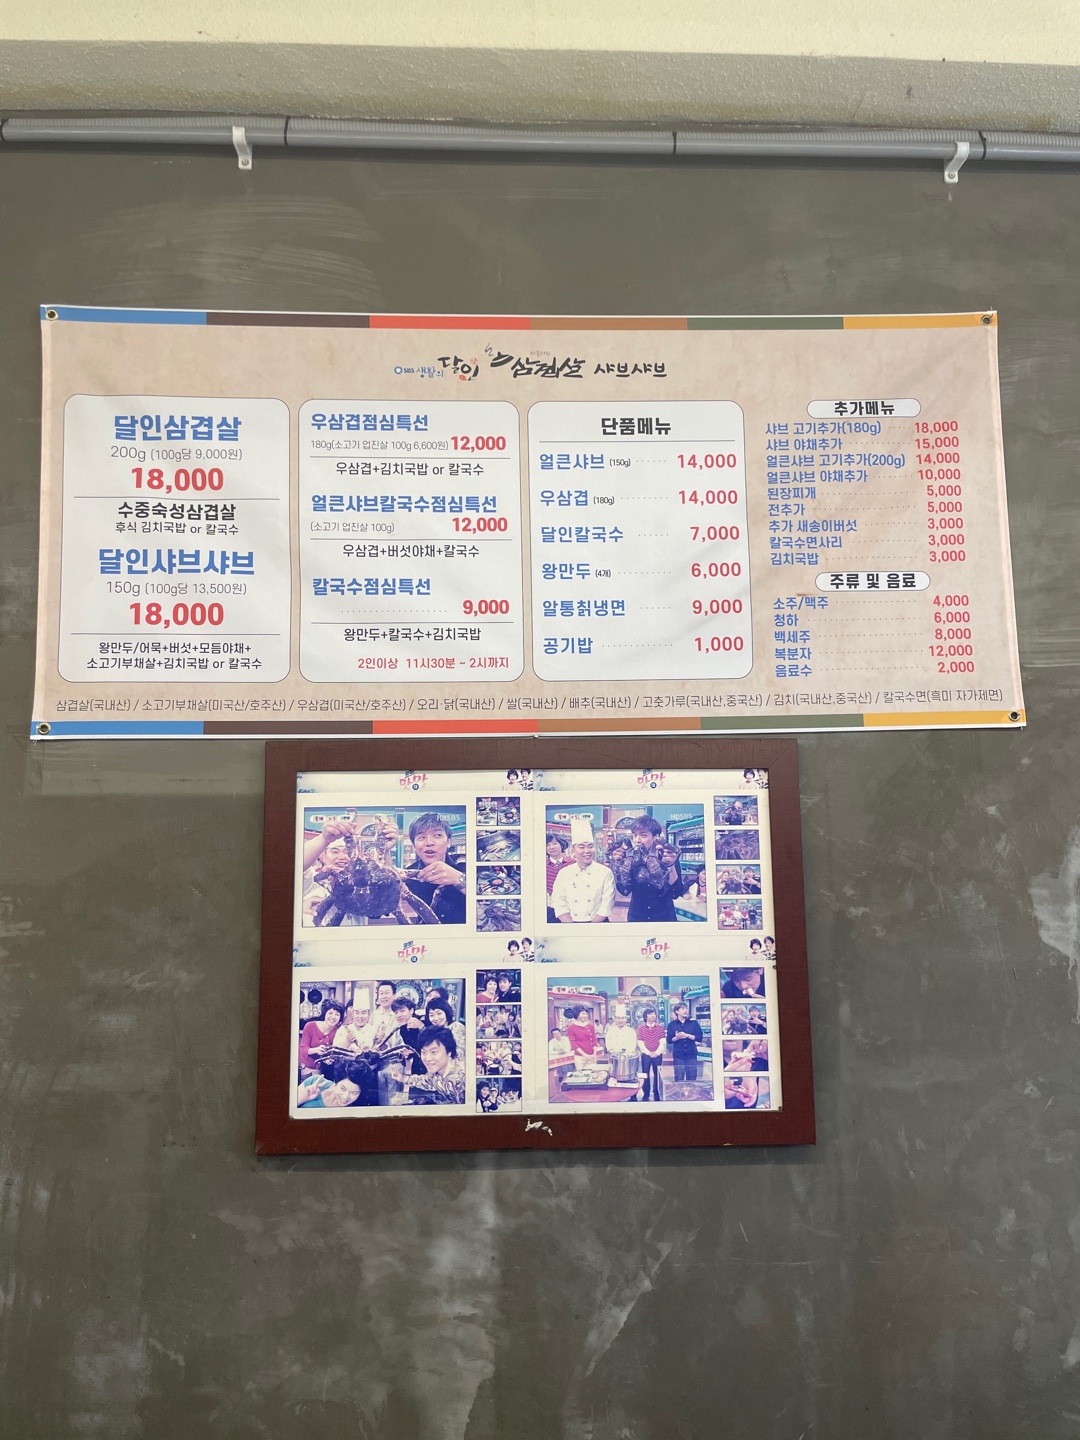 SBS 생활의 달인 삼겹살 샤브샤브
달인삼겹살
200g (100g당 9,000원)
18,000
수중숙성삼겹살
후식 김치국밥 or 칼국수
달인샤브샤브
150g (100g당 13,500원)
18,000
왕만두/어묵+버섯+모듬야채+
소고기부채살+김치국밥 or 칼국수
우삼겹점심특선
180g(소고기 업진살 100g 6,600원) 12,000
우삼겹+김치국밥 or 칼국수
얼큰샤브칼국수점심특선
(소고기 업진살 100g) 12,000
우삼겹+버섯야채+칼국수
칼국수점심특선
9,000
왕만두+칼국수+김치국밥
2인이상 11시30분 ~ 2시까지
단품메뉴
얼큰샤브 (150g) 14,000
우삼겹 (180g) 14,000
달인칼국수 7,000
왕만두 (4개) 6,000
알통칡냉면 9,000
공기밥 1,000
추가메뉴
샤브 고기추가(180g) 18,000
샤브 야채추가 15,000
얼큰샤브 고기추가(200g) 14,000
얼큰샤브 야채추가 10,000
된장찌개 5,000
전추가 5,000
추가 새송이버섯 3,000
칼국수면사리 3,000
김치국밥 3,000
주류 및 음료
소주/맥주 4,000
청하 6,000
백세주 8,000
복분자 12,000
음료수 2,000
삼겹살(국내산) / 소고기부채살(미국산/호주산) / 우삼겹(미국산/호주산) / 오리·닭(국내산) / 쌀(국내산) / 배추(국내산) / 고춧가루(국내산,중국산) / 김치(국내산,중국산) / 칼국수면(흑미 자가제면)
맛 맛
맛 맛
맛 맛
맛 맛